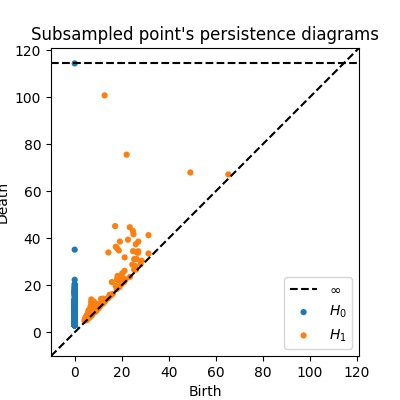 Subsampled point's persistence diagrams
120
100
80
60
40
20
0
Death
0 20 40 60 80 100 120
Birth
∞
H₀
H₁